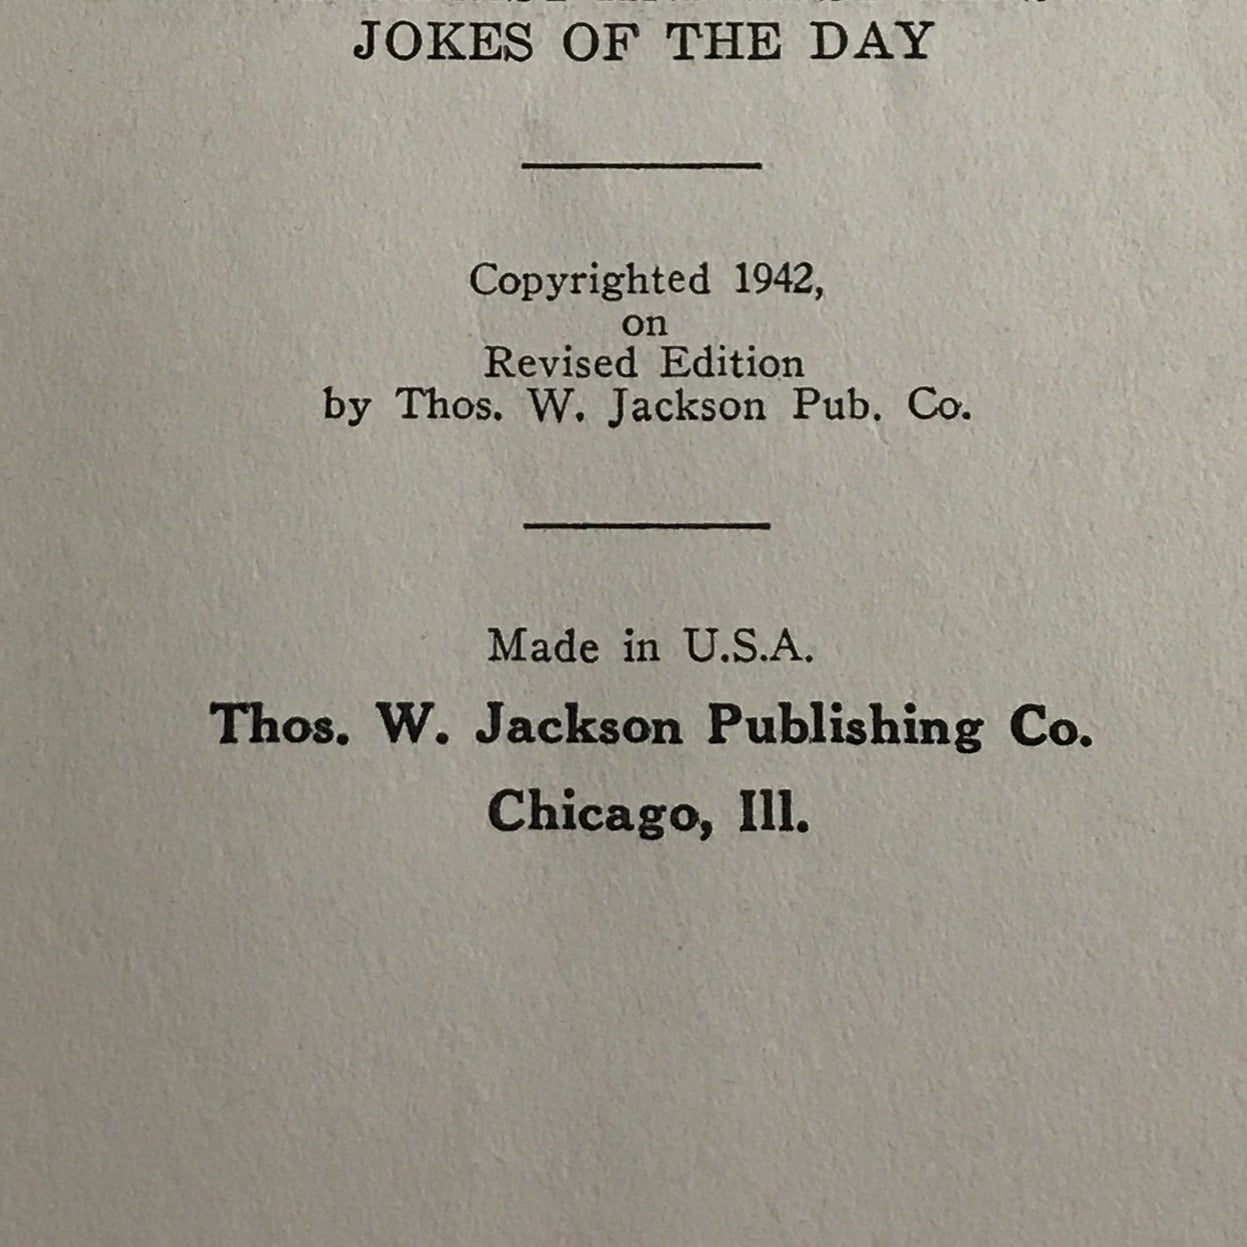 JOKES OF THE DAY
Copyrighted 1942,
on
Revised Edition
by Thos. W. Jackson Pub. Co.
Made in U.S.A.
Thos. W. Jackson Publishing Co.
Chicago, Ill.